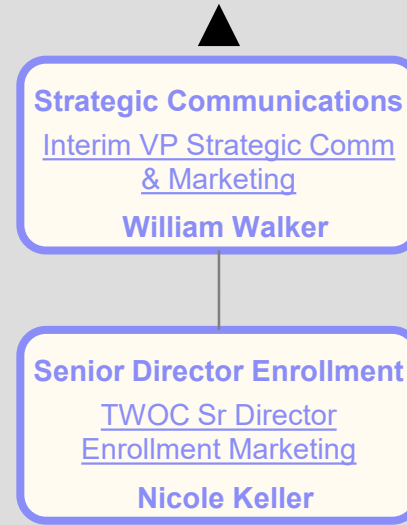 Strategic Communications
Interim VP Strategic Comm
& Marketing
William Walker
Senior Director Enrollment
TWOC Sr Director
Enrollment Marketing
Nicole Keller